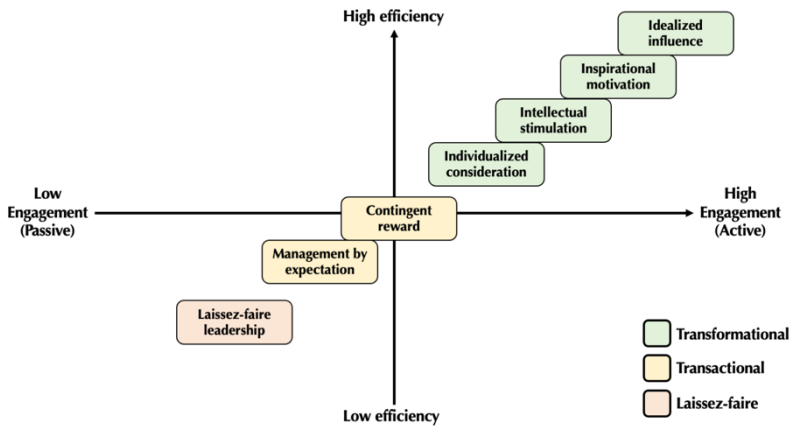 High efficiency
Idealized
influence
Inspirational
motivation
Intellectual
stimulation
Individualized
consideration
Low
Engagement
(Passive)
Contingent
reward
High
Engagement
(Active)
Management by
expectation
Laissez-faire
leadership
Transformational
Transactional
Laissez-faire
Low efficiency